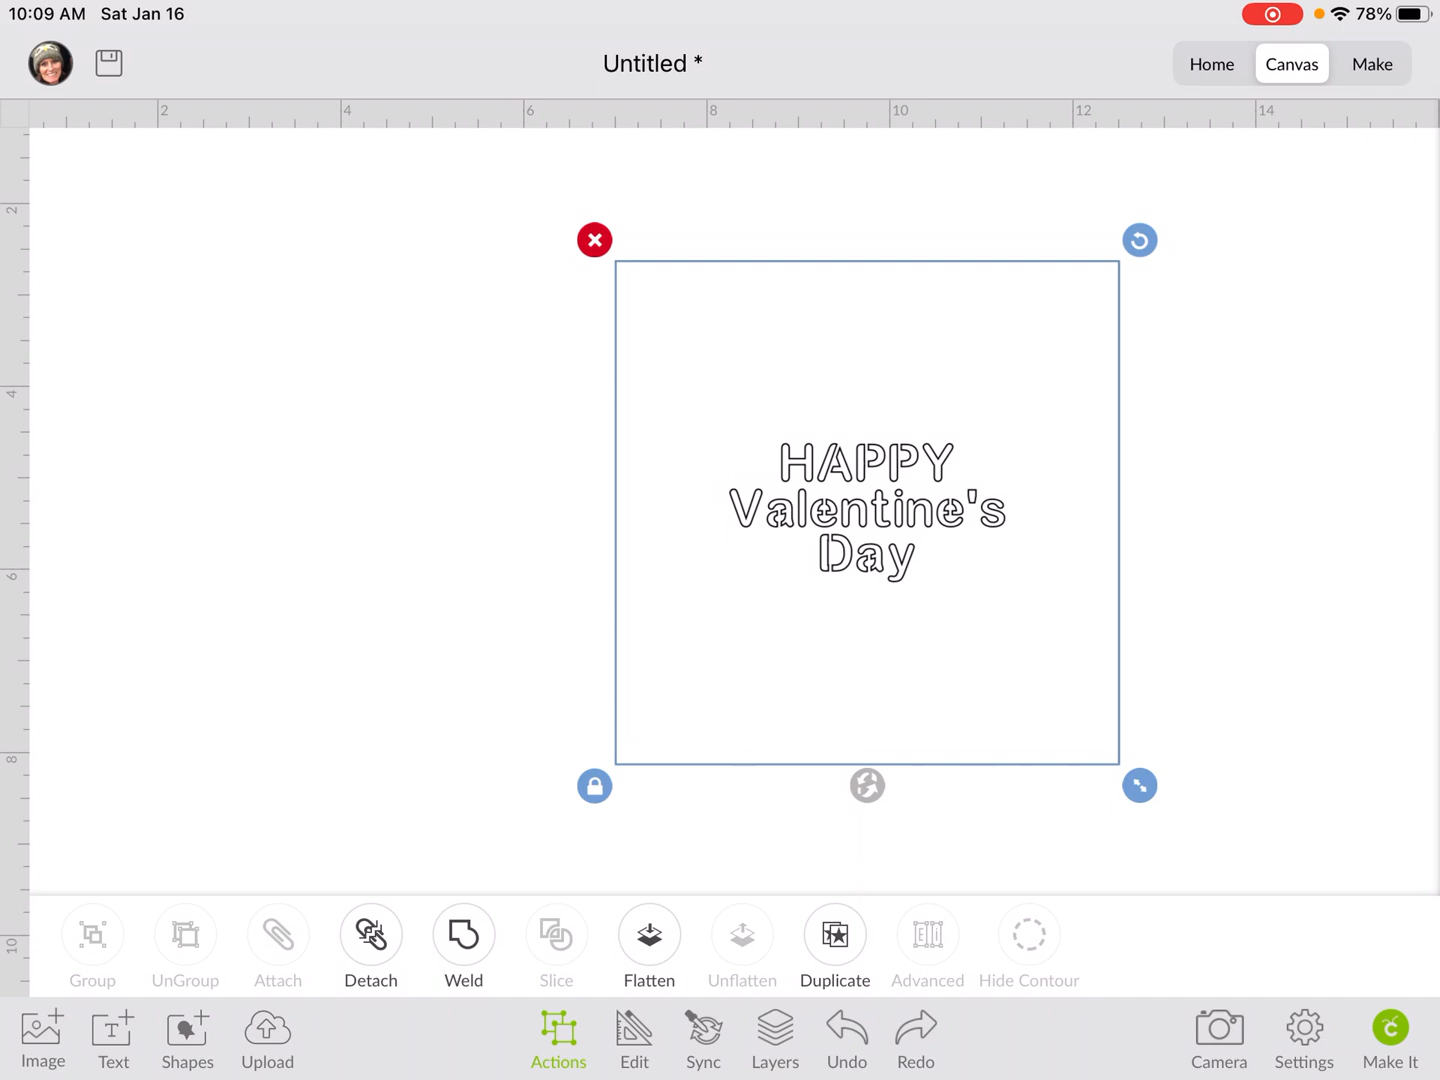 10:09 AM Sat Jan 16
78%
Untitled *
Home Canvas Make
2 4 6 8 10 12 14
2
4
6
8
10
HAPPY
Valentine's
Day
Group UnGroup Attach Detach Weld Slice Flatten Unflatten Duplicate Advanced Hide Contour
Image Text Shapes Upload Actions Edit Sync Layers Undo Redo Camera Settings Make It